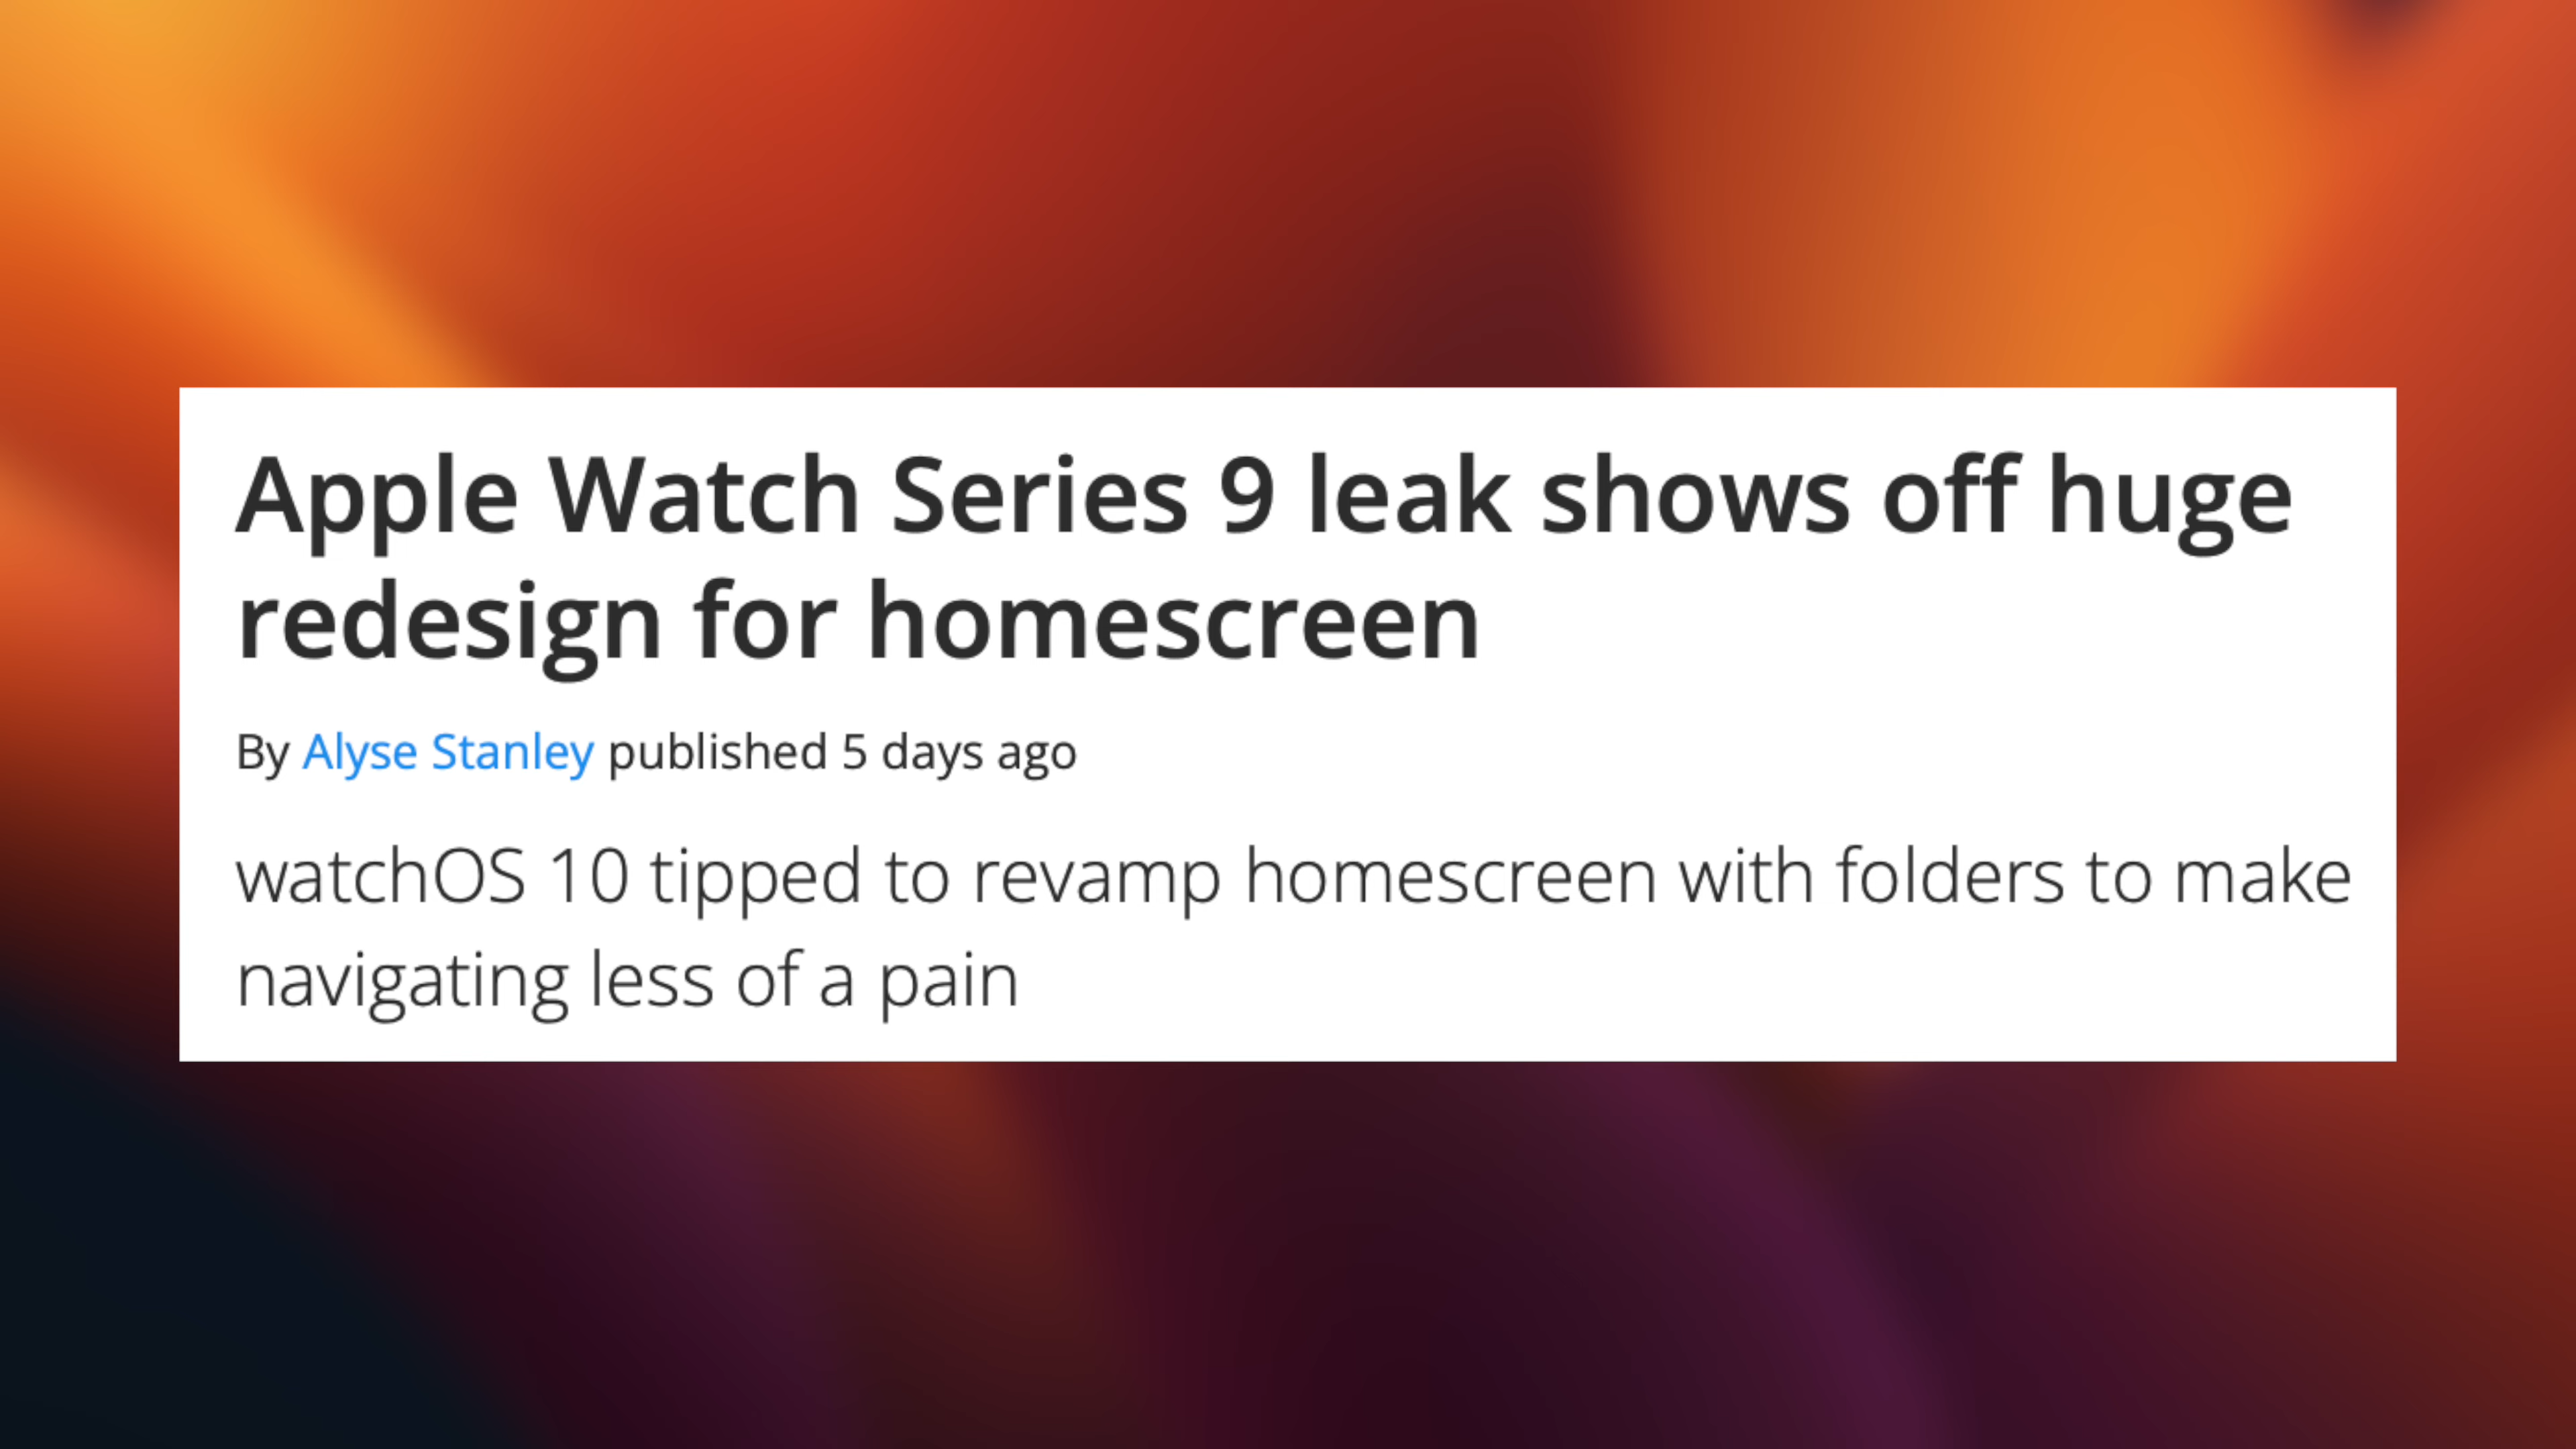 Apple Watch Series 9 leak shows off huge
redesign for homescreen
By Alyse Stanley published 5 days ago
watchOS 10 tipped to revamp homescreen with folders to make
navigating less of a pain